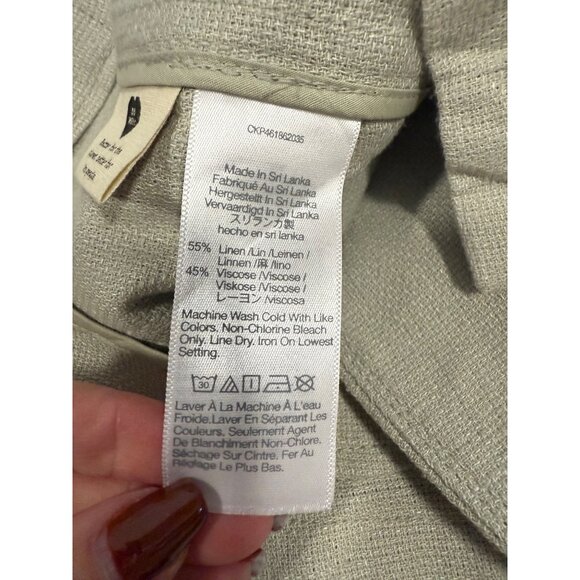 CKP461862035
Made In Sri Lanka
Fabriqué Au Sri Lanka
Hergestellt In Sri Lanka
Vervaardigd In Sri Lanka
スリランカ製
hecho en sri lanka
55% Linen /Lin /Leinen /
Linnen /麻 /lino
45% Viscose /Viscose /
Viskose /Viscose /
レーヨン /viscosa
Machine Wash Cold With Like
Colors. Non-Chlorine Bleach
Only. Line Dry. Iron On Lowest
Setting.
30
Laver À La Machine À L'eau
Froide.Laver En Séparant Les
Couleurs. Seulement Agent
De Blanchiment Non-Chlore.
Séchage Sur Cintre. Fer Au
Réglage Le Plus Bas.